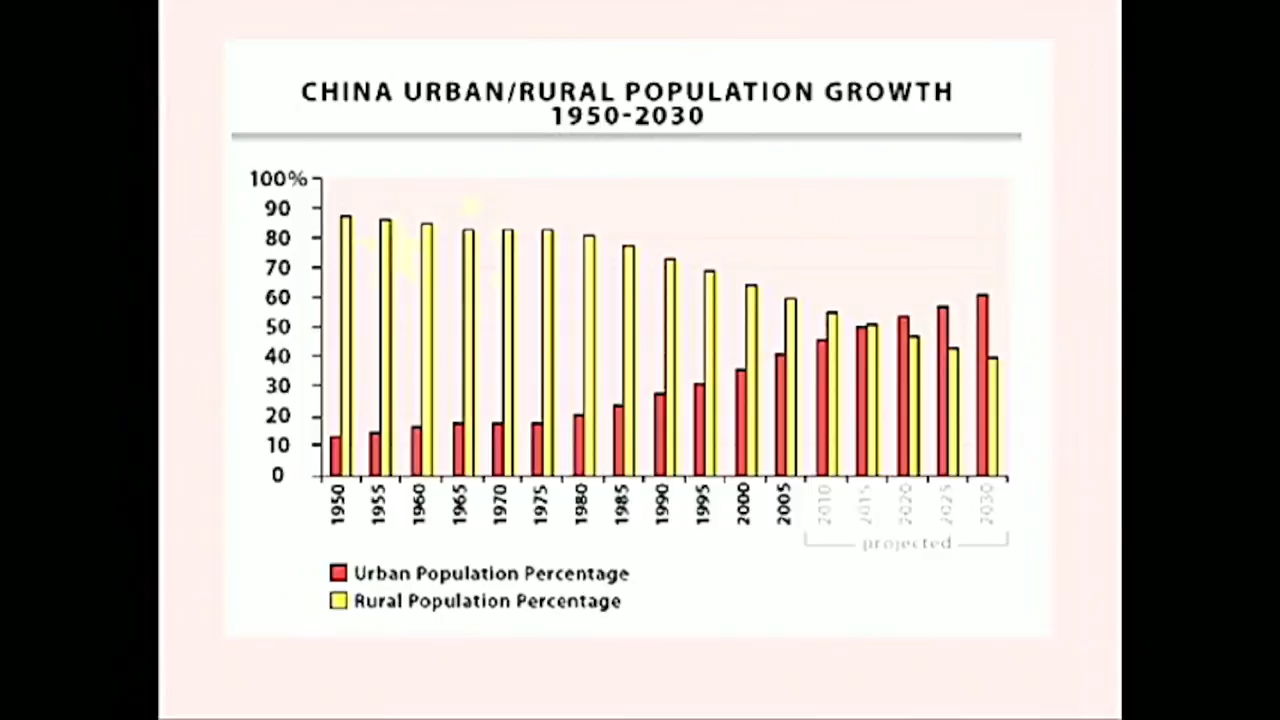 CHINA URBAN/RURAL POPULATION GROWTH
1950-2030
100%
90
80
70
60
50
40
30
20
10
0
1950 1955 1960 1965 1970 1975 1980 1985 1990 1995 2000 2005 2010 2015 2020 2025 2030
projected
Urban Population Percentage
Rural Population Percentage